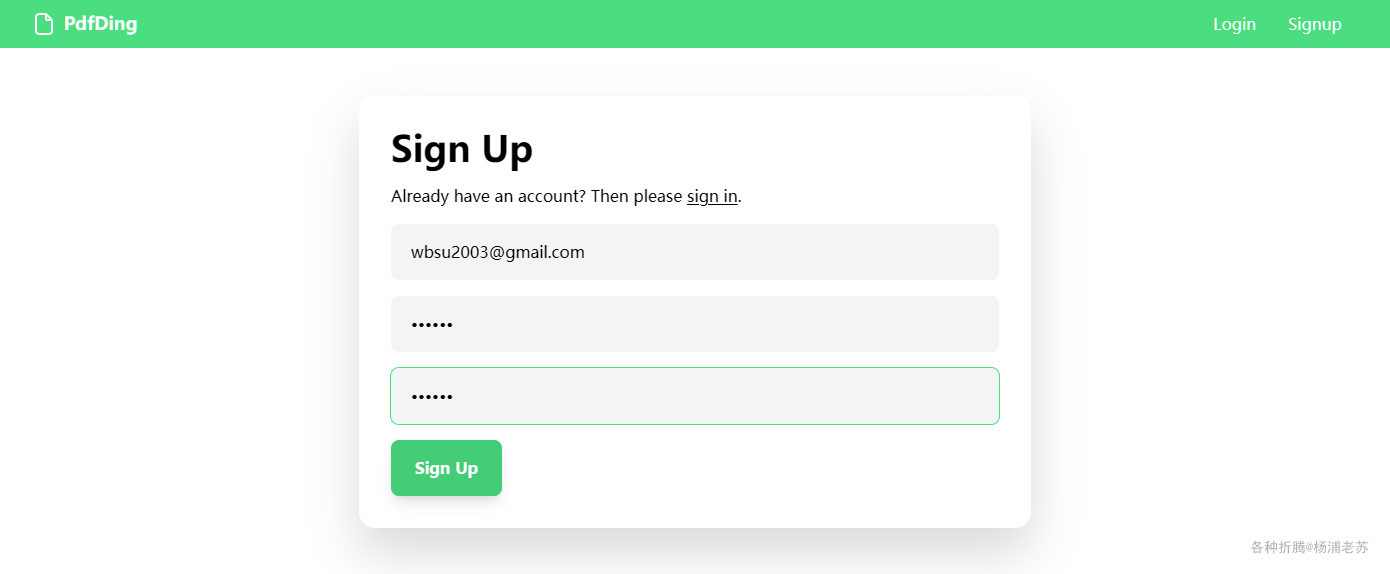 PdfDing
Login
Signup
Sign Up
Already have an account? Then please sign in.
wbsu2003@gmail.com
••••••
••••••
Sign Up
各种折腾@杨浦老苏